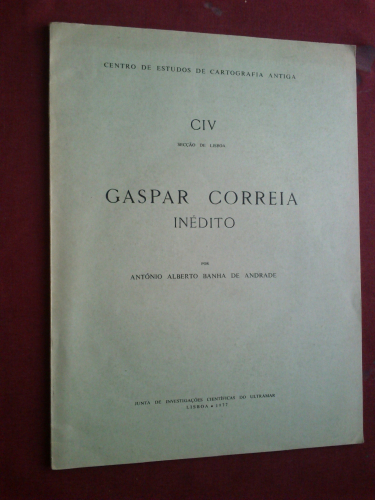 CENTRO DE ESTUDOS DE CARTOGRAFIA ANTIGA
CIV
SECÇÃO DE LISBOA
GASPAR CORREIA
INÉDITO
POR
ANTÓNIO ALBERTO BANHA DE ANDRADE
JUNTA DE INVESTIGAÇÕES CIENTÍFICAS DO ULTRAMAR
LISBOA •